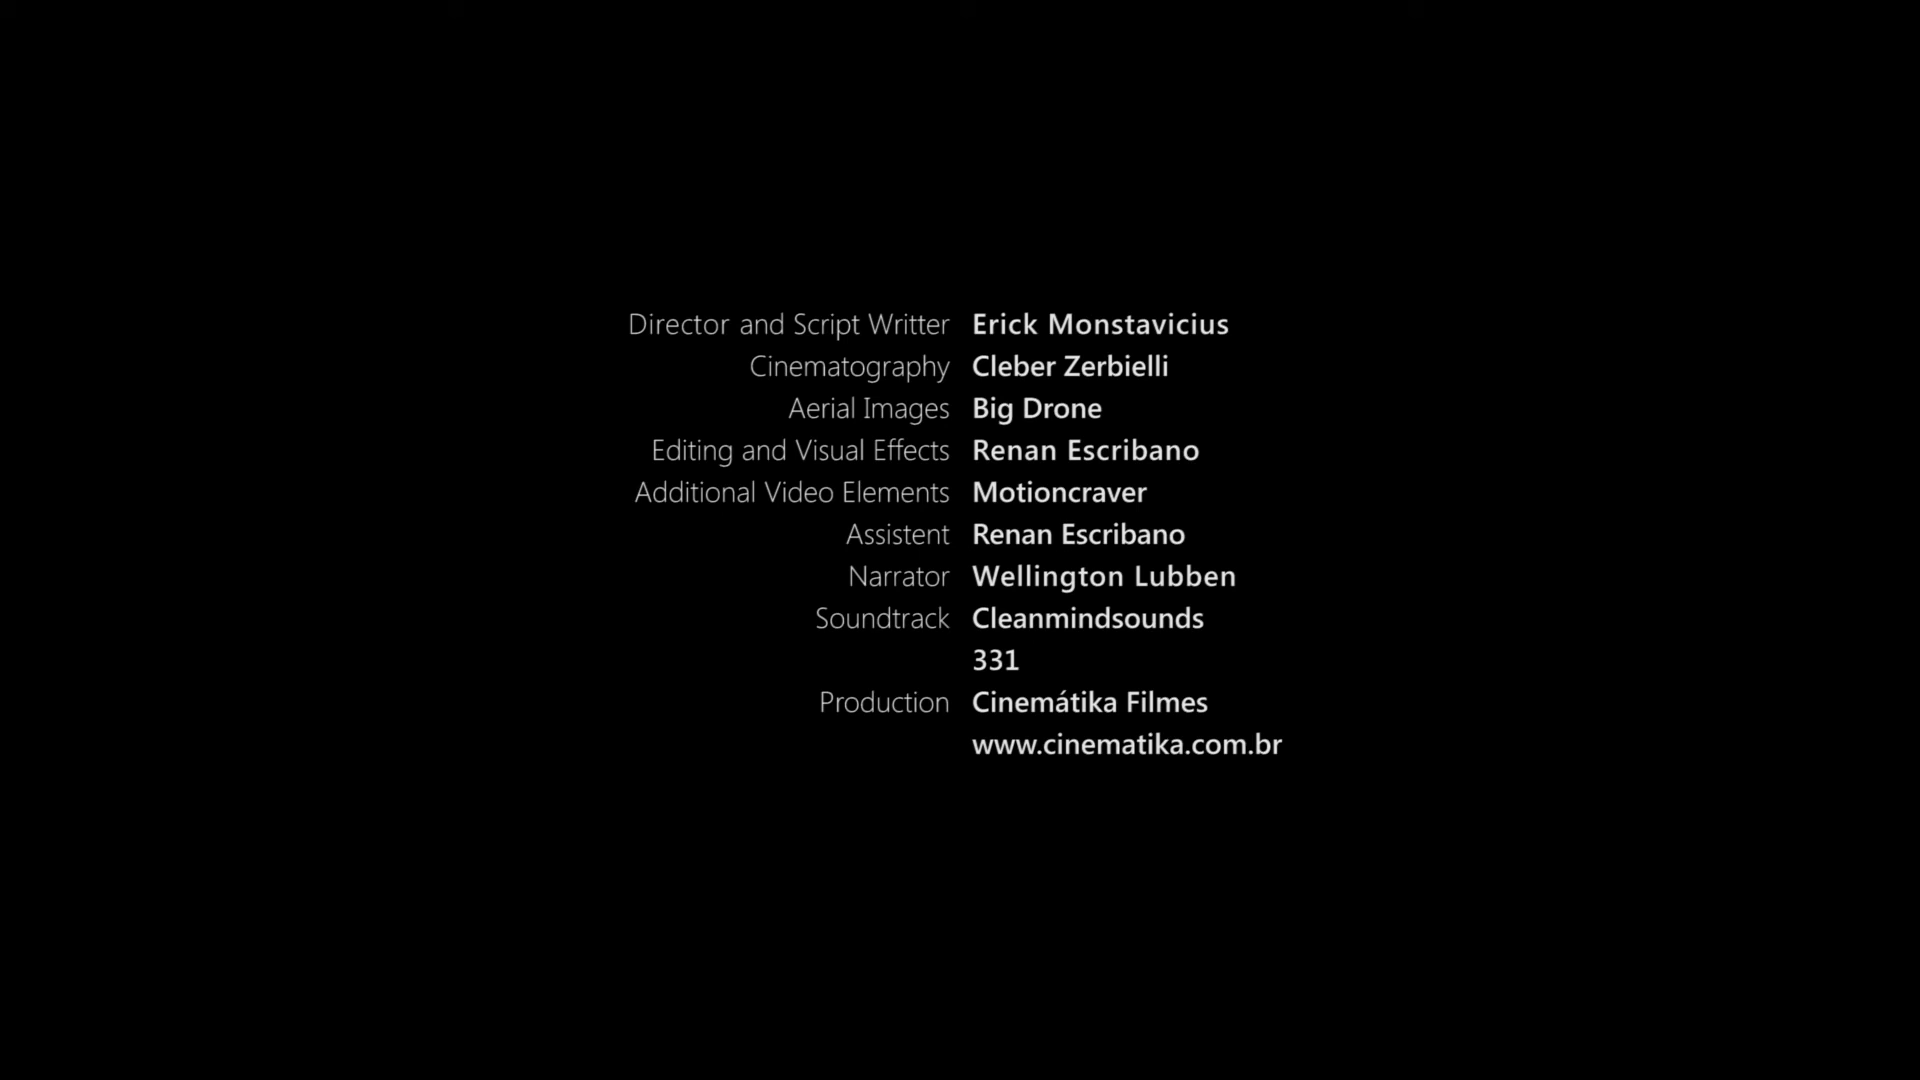 Director and Script Writter Erick Monstavicius
Cinematography Cleber Zerbielli
Aerial Images Big Drone
Editing and Visual Effects Renan Escribano
Additional Video Elements Motioncraver
Assistent Renan Escribano
Narrator Wellington Lubben
Soundtrack Cleanmindsounds
331
Production Cinemátika Filmes
www.cinematika.com.br